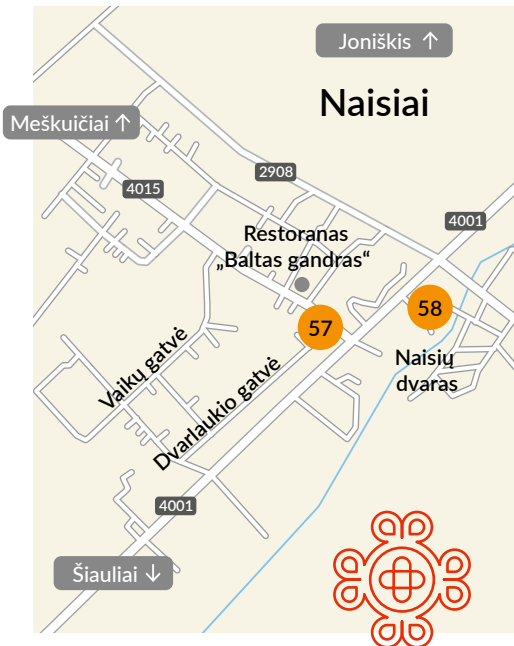 Joniškis ↑
Naisiai
Meškuičiai ↑
2908
4015
4001
Restoranas
„Baltas gandras“
58
57
Naisių
dvaras
Vaikų gatvė
Dvarlaukio gatvė
4001
Šiauliai ↓